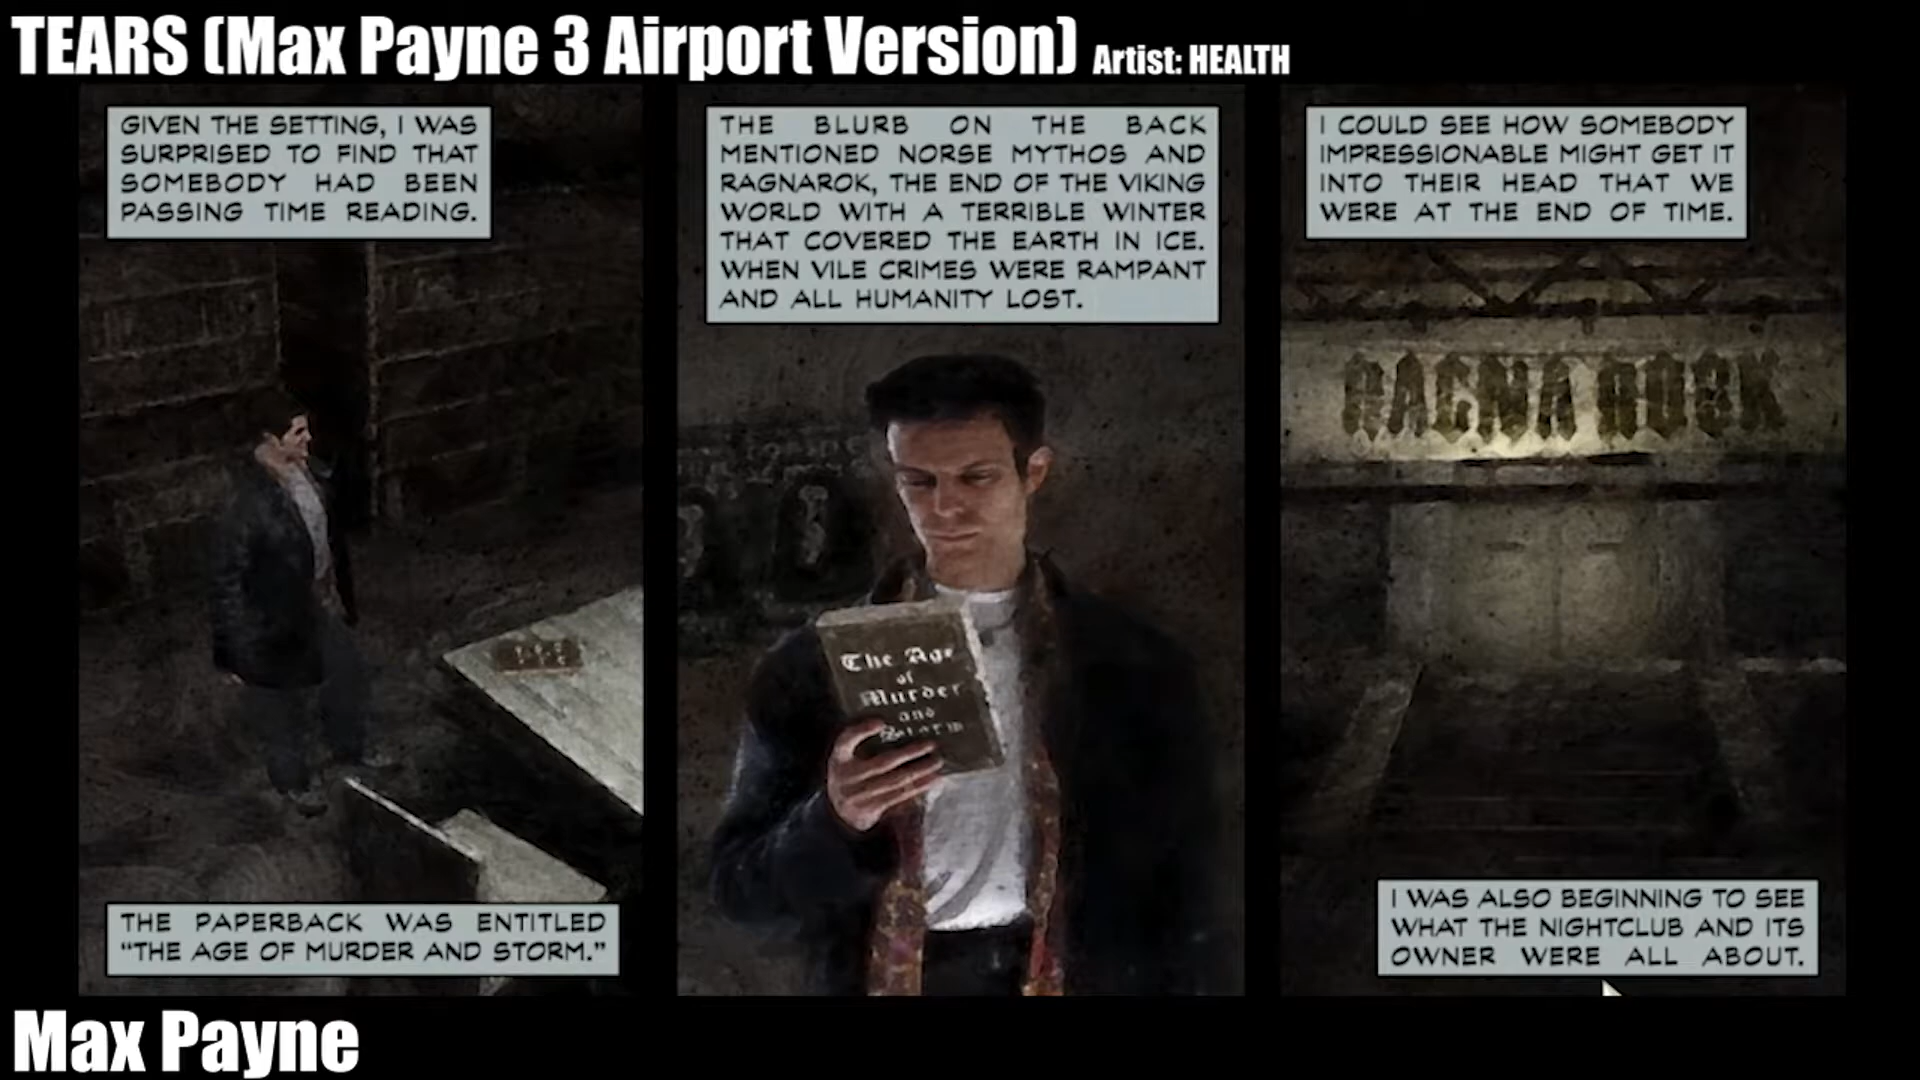 TEARS (Max Payne 3 Airport Version) Artist: HEALTH
GIVEN THE SETTING, I WAS
SURPRISED TO FIND THAT
SOMEBODY HAD BEEN
PASSING TIME READING.
THE PAPERBACK WAS ENTITLED
“THE AGE OF MURDER AND STORM.”
THE BLURB ON THE BACK
MENTIONED NORSE MYTHOS AND
RAGNAROK, THE END OF THE VIKING
WORLD WITH A TERRIBLE WINTER
THAT COVERED THE EARTH IN ICE.
WHEN VILE CRIMES WERE RAMPANT
AND ALL HUMANITY LOST.
The Age
of
Murder
and
Storm
I COULD SEE HOW SOMEBODY
IMPRESSIONABLE MIGHT GET IT
INTO THEIR HEAD THAT WE
WERE AT THE END OF TIME.
RAGNA ROCK
I WAS ALSO BEGINNING TO SEE
WHAT THE NIGHTCLUB AND ITS
OWNER WERE ALL ABOUT.
Max Payne